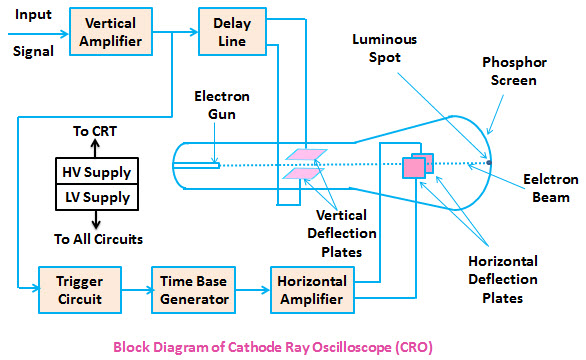 Input
Signal
Vertical
Amplifier
Delay
Line
Luminous
Spot
Phosphor
Screen
Electron
Gun
To CRT
HV Supply
LV Supply
To All Circuits
Vertical
Deflection
Plates
Eelctron
Beam
Horizontal
Deflection
Plates
Trigger
Circuit
Time Base
Generator
Horizontal
Amplifier
Block Diagram of Cathode Ray Oscilloscope (CRO)